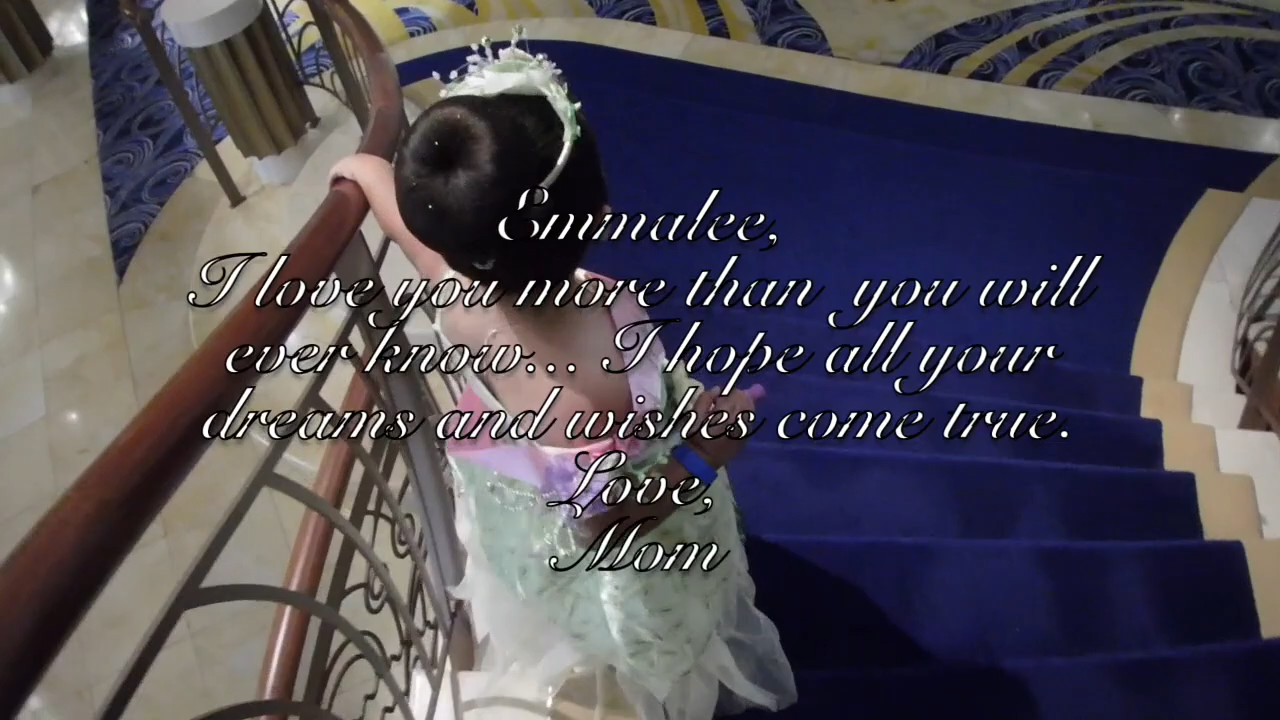 Emmalee,
I love you more than you will
ever know... I hope all your
dreams and wishes come true.
Love,
Mom